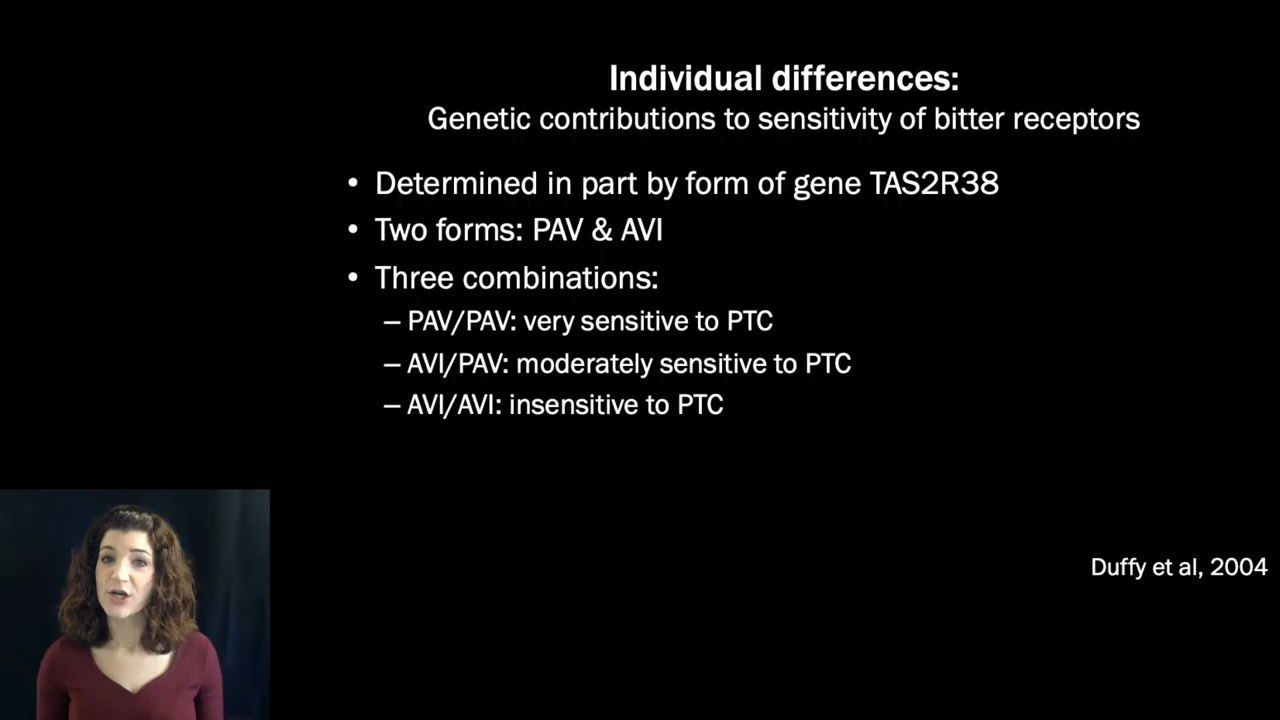 Individual differences:
Genetic contributions to sensitivity of bitter receptors
• Determined in part by form of gene TAS2R38
• Two forms: PAV & AVI
• Three combinations:
– PAV/PAV: very sensitive to PTC
– AVI/PAV: moderately sensitive to PTC
– AVI/AVI: insensitive to PTC
Duffy et al, 2004